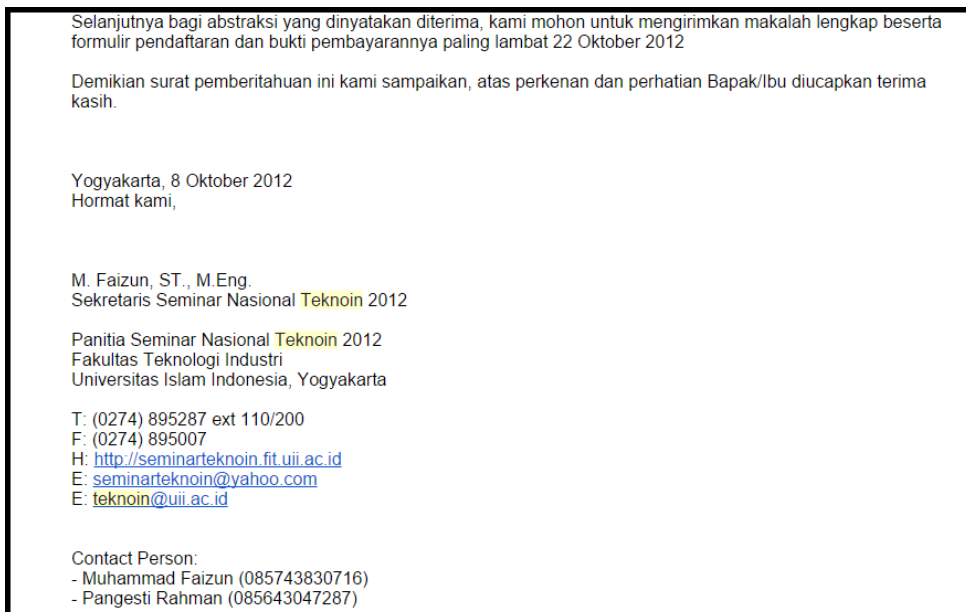 Selanjutnya bagi abstraksi yang dinyatakan diterima, kami mohon untuk mengirimkan makalah lengkap beserta
formulir pendaftaran dan bukti pembayarannya paling lambat 22 Oktober 2012
Demikian surat pemberitahuan ini kami sampaikan, atas perkenan dan perhatian Bapak/Ibu diucapkan terima
kasih.
Yogyakarta, 8 Oktober 2012
Hormat kami,
M. Faizun, ST., M.Eng.
Sekretaris Seminar Nasional Teknoin 2012
Panitia Seminar Nasional Teknoin 2012
Fakultas Teknologi Industri
Universitas Islam Indonesia, Yogyakarta
T: (0274) 895287 ext 110/200
F: (0274) 895007
H: http://seminarteknoin.fit.uii.ac.id
E: seminarteknoin@yahoo.com
E: teknoin@uii.ac.id
Contact Person:
- Muhammad Faizun (085743830716)
- Pangesti Rahman (085643047287)